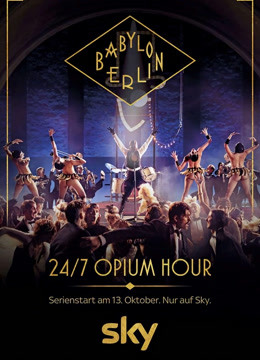 BABYLON
BERLIN
24/7 OPIUM HOUR
Serienstart am 13. Oktober. Nur auf Sky.
sky